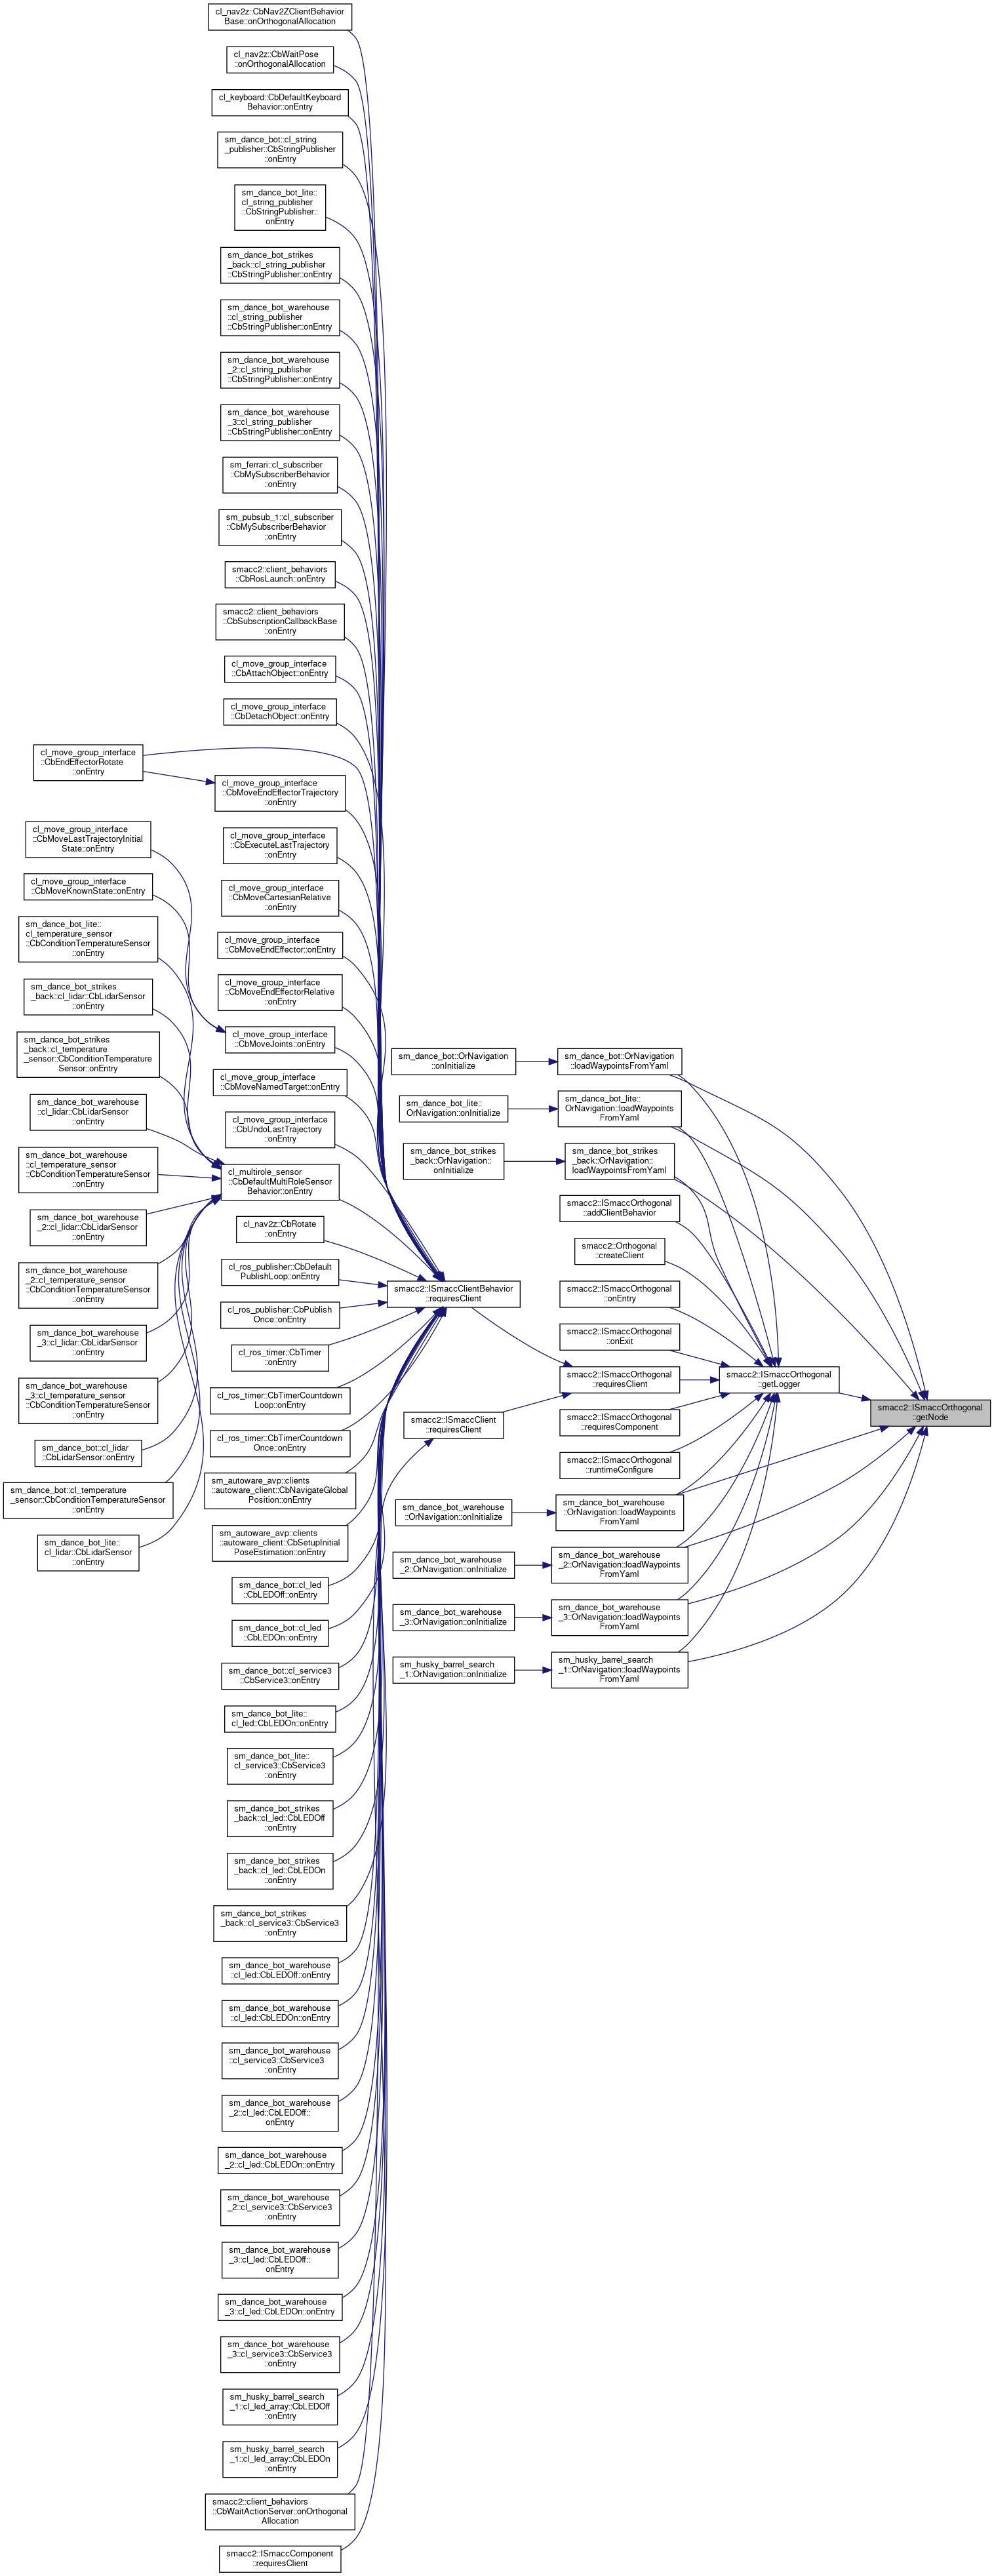 cl_nav2z::CbNav2ZClientBehavior
Base::onOrthogonalAllocation
cl_nav2z::CbWaitPose
::onOrthogonalAllocation
cl_keyboard::CbDefaultKeyboard
Behavior::onEntry
sm_dance_bot::cl_string
_publisher::CbStringPublisher
::onEntry
sm_dance_bot_lite::
cl_string_publisher
::CbStringPublisher::
onEntry
sm_dance_bot_strikes
_back::cl_string_publisher
::CbStringPublisher::onEntry
sm_dance_bot_warehouse
::cl_string_publisher
::CbStringPublisher::onEntry
sm_dance_bot_warehouse
_2::cl_string_publisher
::CbStringPublisher::onEntry
sm_dance_bot_warehouse
_3::cl_string_publisher
::CbStringPublisher::onEntry
sm_ferrari::cl_subscriber
::CbMySubscriberBehavior
::onEntry
sm_pubsub_1::cl_subscriber
::CbMySubscriberBehavior
::onEntry
smacc2::client_behaviors
::CbRosLaunch::onEntry
smacc2::client_behaviors
::CbSubscriptionCallbackBase
::onEntry
cl_move_group_interface
::CbAttachObject::onEntry
cl_move_group_interface
::CbDetachObject::onEntry
cl_move_group_interface
::CbEndEffectorRotate
::onEntry
cl_move_group_interface
::CbMoveEndEffectorTrajectory
::onEntry
cl_move_group_interface
::CbMoveLastTrajectoryInitial
State::onEntry
cl_move_group_interface
::CbExecuteLastTrajectory
::onEntry
cl_move_group_interface
::CbMoveKnownState::onEntry
cl_move_group_interface
::CbMoveCartesianRelative
::onEntry
sm_dance_bot_lite::
cl_temperature_sensor
::CbConditionTemperatureSensor
::onEntry
cl_move_group_interface
::CbMoveEndEffector::onEntry
sm_dance_bot_strikes
_back::cl_lidar::CbLidarSensor
::onEntry
cl_move_group_interface
::CbMoveEndEffectorRelative
::onEntry
sm_dance_bot_strikes
_back::cl_temperature
_sensor::CbConditionTemperature
Sensor::onEntry
cl_move_group_interface
::CbMoveJoints::onEntry
sm_dance_bot_warehouse
::cl_lidar::CbLidarSensor
::onEntry
cl_move_group_interface
::CbMoveNamedTarget::onEntry
sm_dance_bot_warehouse
::cl_temperature_sensor
::CbConditionTemperatureSensor
::onEntry
cl_move_group_interface
::CbUndoLastTrajectory
::onEntry
cl_multirole_sensor
::CbDefaultMultiRoleSensor
Behavior::onEntry
sm_dance_bot_warehouse
_2::cl_lidar::CbLidarSensor
::onEntry
cl_nav2z::CbRotate
::onEntry
sm_dance_bot_warehouse
_2::cl_temperature_sensor
::CbConditionTemperatureSensor
::onEntry
cl_ros_publisher::CbDefault
PublishLoop::onEntry
sm_dance_bot_warehouse
_3::cl_lidar::CbLidarSensor
::onEntry
cl_ros_publisher::CbPublish
Once::onEntry
cl_ros_timer::CbTimer
::onEntry
sm_dance_bot_warehouse
_3::cl_temperature_sensor
::CbConditionTemperatureSensor
::onEntry
cl_ros_timer::CbTimerCountdown
Loop::onEntry
sm_dance_bot::cl_lidar
::CbLidarSensor::onEntry
cl_ros_timer::CbTimerCountdown
Once::onEntry
sm_dance_bot::cl_temperature
_sensor::CbConditionTemperatureSensor
::onEntry
sm_autoware_avp::clients
::autoware_client::CbNavigateGlobal
Position::onEntry
sm_dance_bot_lite::
cl_lidar::CbLidarSensor
::onEntry
sm_autoware_avp::clients
::autoware_client::CbSetupInitial
PoseEstimation::onEntry
sm_dance_bot::cl_led
::CbLEDOff::onEntry
sm_dance_bot::cl_led
::CbLEDOn::onEntry
sm_dance_bot::cl_service3
::CbService3::onEntry
sm_dance_bot_lite::
cl_led::CbLEDOn::onEntry
sm_dance_bot_lite::
cl_service3::CbService3
::onEntry
sm_dance_bot_strikes
_back::cl_led::CbLEDOff
::onEntry
sm_dance_bot_strikes
_back::cl_led::CbLEDOn
::onEntry
sm_dance_bot_strikes
_back::cl_service3::CbService3
::onEntry
sm_dance_bot_warehouse
::cl_led::CbLEDOff::onEntry
sm_dance_bot_warehouse
::cl_led::CbLEDOn::onEntry
sm_dance_bot_warehouse
::cl_service3::CbService3
::onEntry
sm_dance_bot_warehouse
_2::cl_led::CbLEDOff::
onEntry
sm_dance_bot_warehouse
_2::cl_led::CbLEDOn::onEntry
sm_dance_bot_warehouse
_2::cl_service3::CbService3
::onEntry
sm_dance_bot_warehouse
_3::cl_led::CbLEDOff::
onEntry
sm_dance_bot_warehouse
_3::cl_led::CbLEDOn::onEntry
sm_dance_bot_warehouse
_3::cl_service3::CbService3
::onEntry
sm_husky_barrel_search
_1::cl_led_array::CbLEDOff
::onEntry
sm_husky_barrel_search
_1::cl_led_array::CbLEDOn
::onEntry
smacc2::client_behaviors
::CbWaitActionServer::onOrthogonal
Allocation
smacc2::ISmaccComponent
::requiresClient
smacc2::ISmaccClientBehavior
::requiresClient
sm_dance_bot::OrNavigation
::onInitialize
sm_dance_bot::OrNavigation
::loadWaypointsFromYaml
sm_dance_bot_lite::
OrNavigation::onInitialize
sm_dance_bot_lite::
OrNavigation::loadWaypoints
FromYaml
sm_dance_bot_strikes
_back::OrNavigation::
onInitialize
sm_dance_bot_strikes
_back::OrNavigation::
loadWaypointsFromYaml
smacc2::ISmaccOrthogonal
::addClientBehavior
smacc2::Orthogonal
::createClient
smacc2::ISmaccOrthogonal
::onEntry
smacc2::ISmaccOrthogonal
::onExit
smacc2::ISmaccOrthogonal
::requiresClient
smacc2::ISmaccClient
::requiresClient
smacc2::ISmaccOrthogonal
::requiresComponent
smacc2::ISmaccOrthogonal
::runtimeConfigure
sm_dance_bot_warehouse
::OrNavigation::onInitialize
sm_dance_bot_warehouse
::OrNavigation::loadWaypoints
FromYaml
sm_dance_bot_warehouse
_2::OrNavigation::onInitialize
sm_dance_bot_warehouse
_2::OrNavigation::loadWaypoints
FromYaml
sm_dance_bot_warehouse
_3::OrNavigation::onInitialize
sm_dance_bot_warehouse
_3::OrNavigation::loadWaypoints
FromYaml
sm_husky_barrel_search
_1::OrNavigation::onInitialize
sm_husky_barrel_search
_1::OrNavigation::loadWaypoints
FromYaml
smacc2::ISmaccOrthogonal
::getLogger
smacc2::ISmaccOrthogonal
::getNode